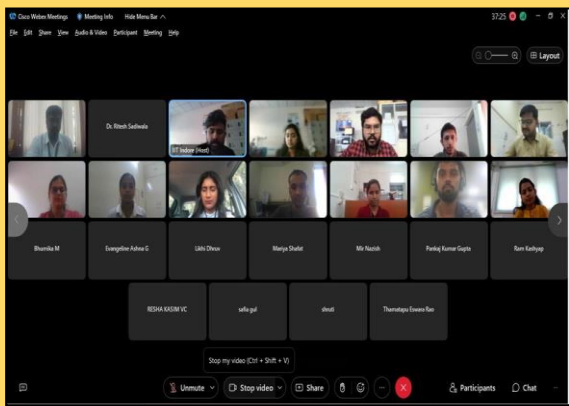 Cisco Webex Meetings Meeting Info Hide Menu Bar 37:25
File Edit Share View Audio & Video Participant Meeting Help
Layout
Dr. Ritesh Sadiwala
IIT Indore (Host)
Bhumika M Evangeline Ashna G Likhi Dhruv Mariya Shafat Mir Nazish Pankaj Kumar Gupta Ram Kashyap
RESHA KASIM VC safia gul shruti Thamatapu Eswara Rao
Stop my video (Ctrl + Shift + V)
Unmute Stop video Share Participants Chat